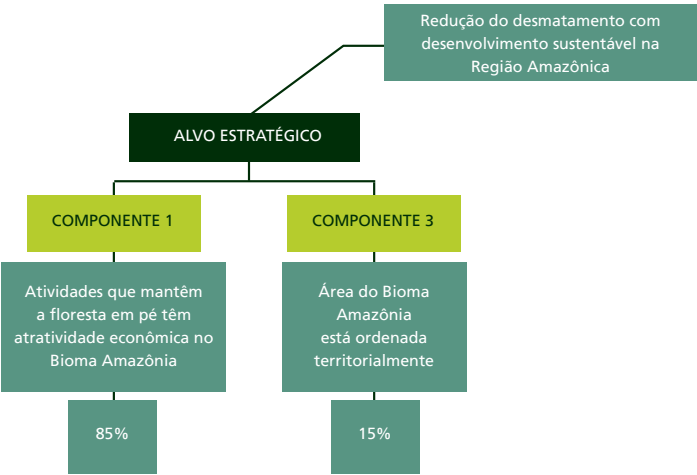 Redução do desmatamento com
desenvolvimento sustentável na
Região Amazônica
ALVO ESTRATÉGICO
COMPONENTE 1
COMPONENTE 3
Atividades que mantêm
a floresta em pé têm
atratividade econômica no
Bioma Amazônia
Área do Bioma
Amazônia
está ordenada
territorialmente
85%
15%